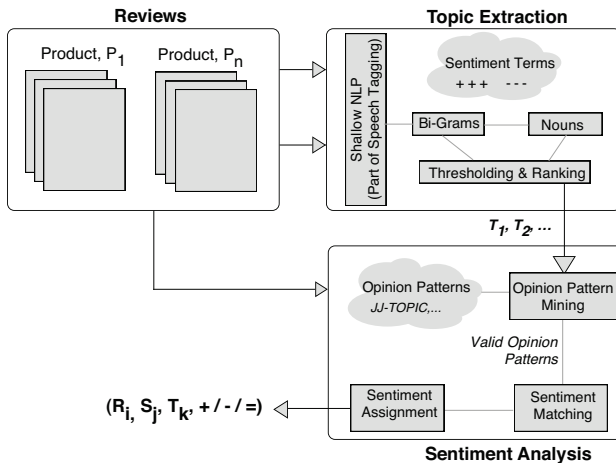 Reviews
Product, P1
Product, Pn
Topic Extraction
Shallow NLP
(Part of Speech Tagging)
Sentiment Terms
+ + + - - -
Bi-Grams
Nouns
Thresholding & Ranking
T1, T2, ...
Opinion Patterns
JJ-TOPIC,...
Opinion Pattern
Mining
Valid Opinion
Patterns
(Ri, Sj, Tk, + / - / =)
Sentiment
Assignment
Sentiment
Matching
Sentiment Analysis